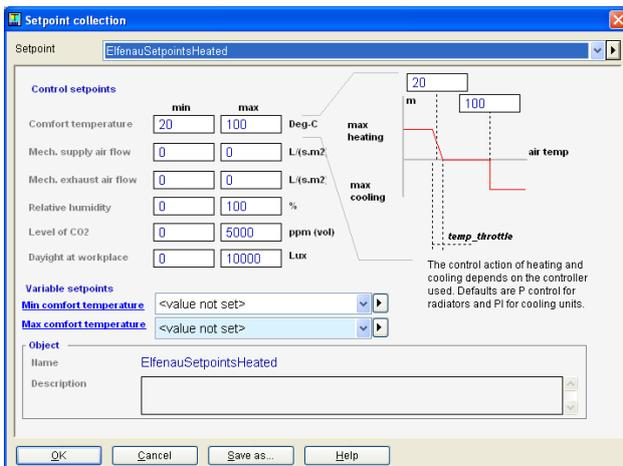 Setpoint collection
Setpoint ElfenauSetpointsHeated
Control setpoints
min max
Comfort temperature 20 100 Deg-C
Mech. supply air flow 0 0 L/(s.m2)
Mech. exhaust air flow 0 0 L/(s.m2)
Relative humidity 0 100 %
Level of CO2 0 5000 ppm (vol)
Dayight at workplace 0 10000 Lux
20
m 100
max
heating
air temp
max
cooling
temp_throttle
The control action of heating and
cooling depends on the controller
used. Defaults are P control for
radiators and PI for cooling units.
Variable setpoints
Min comfort temperature <value not set>
Max comfort temperature <value not set>
Object
Name ElfenauSetpointsHeated
Description
OK Cancel Save as... Help